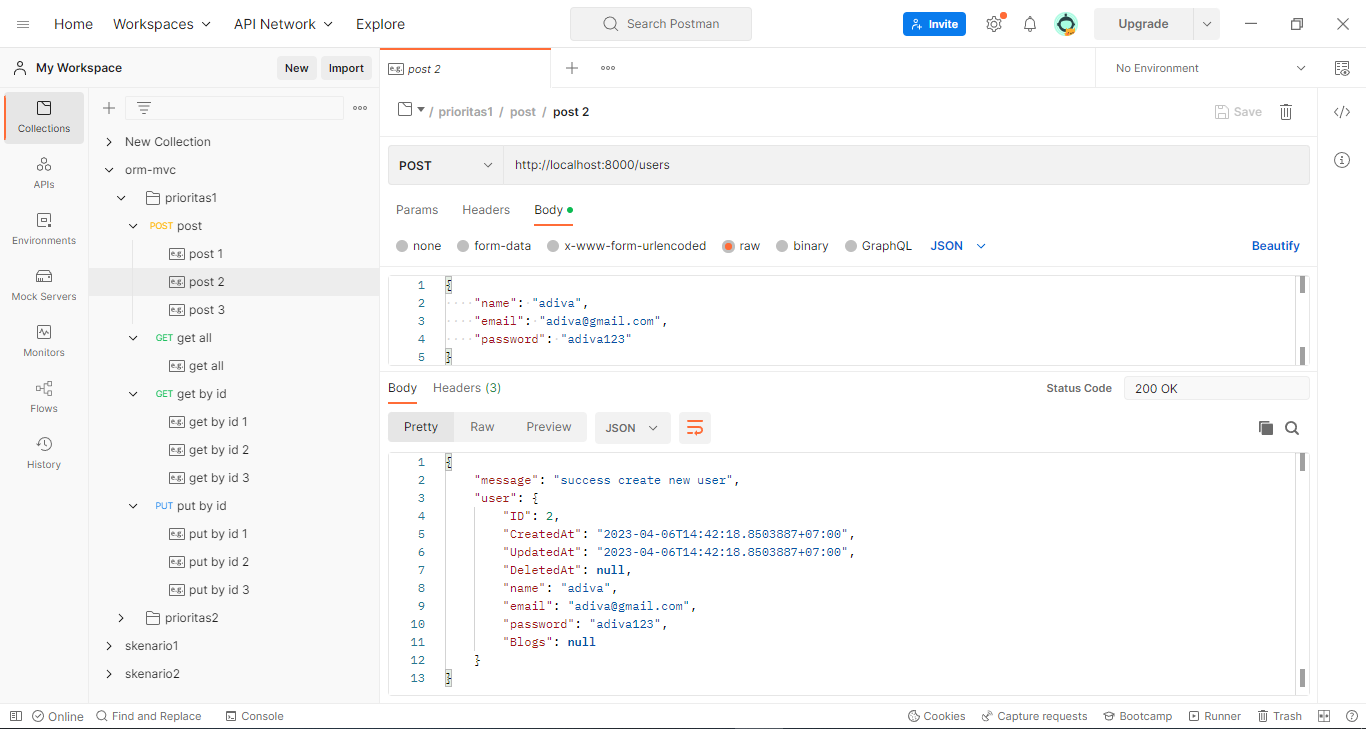 Home Workspaces API Network Explore Search Postman Invite Upgrade
My Workspace New Import e.g. post 2 No Environment
Collections
APIs
Environments
Mock Servers
Monitors
Flows
History
New Collection
orm-mvc
prioritas1
POST post
e.g. post 1
e.g. post 2
e.g. post 3
GET get all
e.g. get all
GET get by id
e.g. get by id 1
e.g. get by id 2
e.g. get by id 3
PUT put by id
e.g. put by id 1
e.g. put by id 2
e.g. put by id 3
prioritas2
skenario1
skenario2
/ prioritas1 / post / post 2 Save
POST http://localhost:8000/users
Params Headers Body
none form-data x-www-form-urlencoded raw binary GraphQL JSON Beautify
1 {
2 "name": "adiva",
3 "email": "adiva@gmail.com",
4 "password": "adiva123"
5 }
Body Headers (3) Status Code 200 OK
Pretty Raw Preview JSON
1 {
2 "message": "success create new user",
3 "user": {
4 "ID": 2,
5 "CreatedAt": "2023-04-06T14:42:18.8503887+07:00",
6 "UpdatedAt": "2023-04-06T14:42:18.8503887+07:00",
7 "DeletedAt": null,
8 "name": "adiva",
9 "email": "adiva@gmail.com",
10 "password": "adiva123",
11 "Blogs": null
12 }
13 }
Online Find and Replace Console Cookies Capture requests Bootcamp Runner Trash